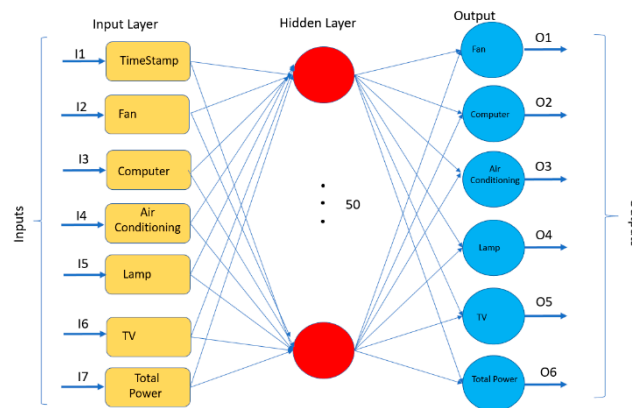 Input Layer
Hidden Layer
Output
I1
TimeStamp
I2
Fan
I3
Computer
I4
Air
Conditioning
I5
Lamp
I6
TV
I7
Total
Power
Inputs
50
Fan
O1
Computer
O2
Air
Conditioning
O3
Lamp
O4
TV
O5
Total Power
O6